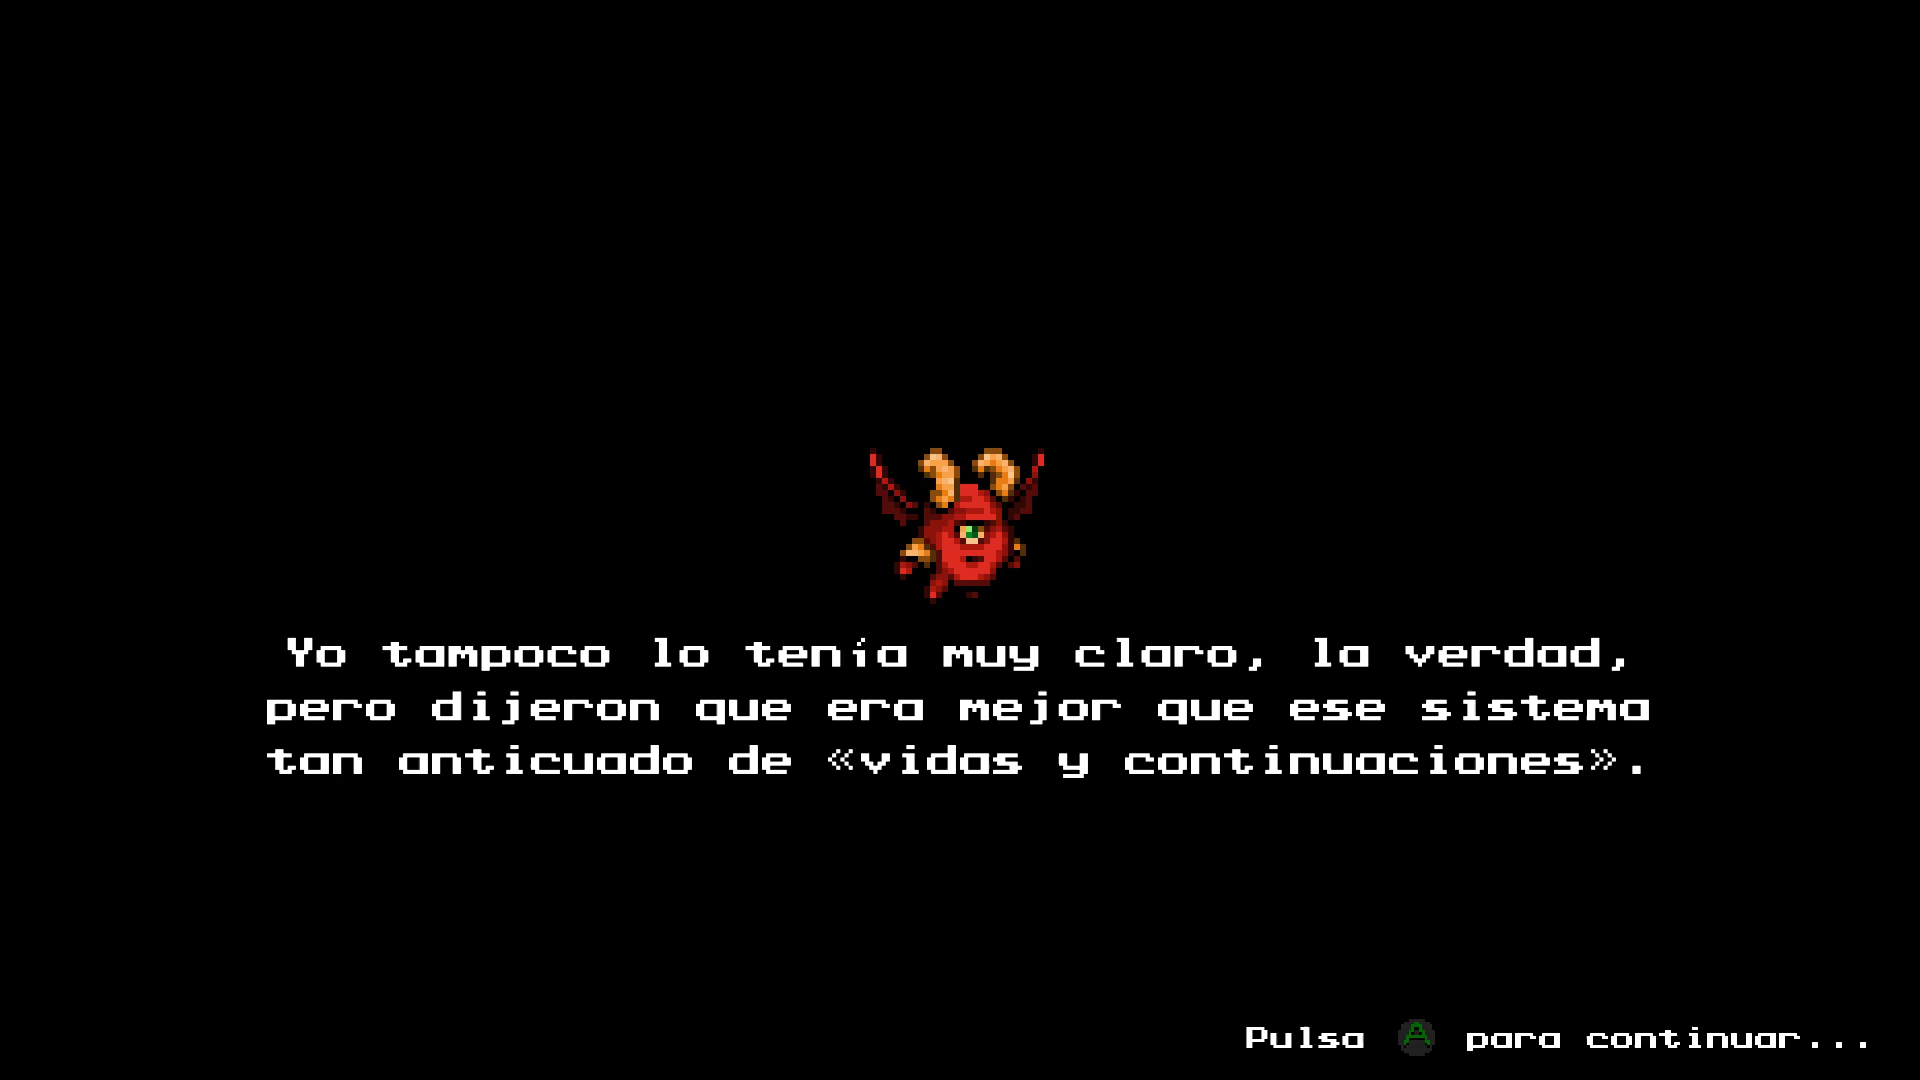 Yo tampoco lo tenía muy claro, la verdad,
pero dijeron que era mejor que ese sistema
tan anticuado de «vidas y continuaciones».
Pulsa A para continuar...